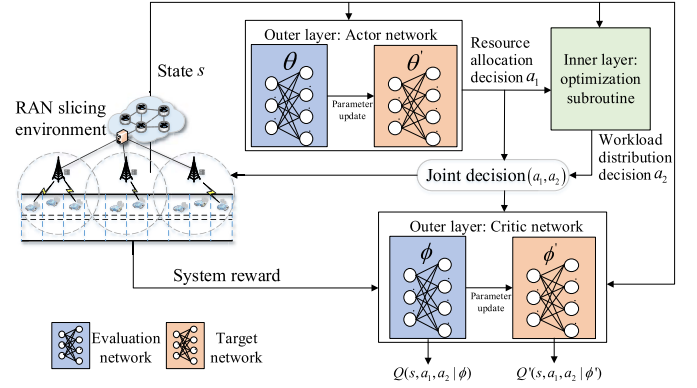 Outer layer: Actor network
θ
θ'
Parameter
update
Resource
allocation
decision a₁
Inner layer:
optimization
subroutine
State s
RAN slicing
environment
Workload
distribution
decision a₂
Joint decision(a₁,a₂)
Outer layer: Critic network
ϕ
ϕ'
Parameter
update
System reward
Evaluation
network
Target
network
Q(s,a₁,a₂|ϕ)
Q'(s,a₁,a₂|ϕ')